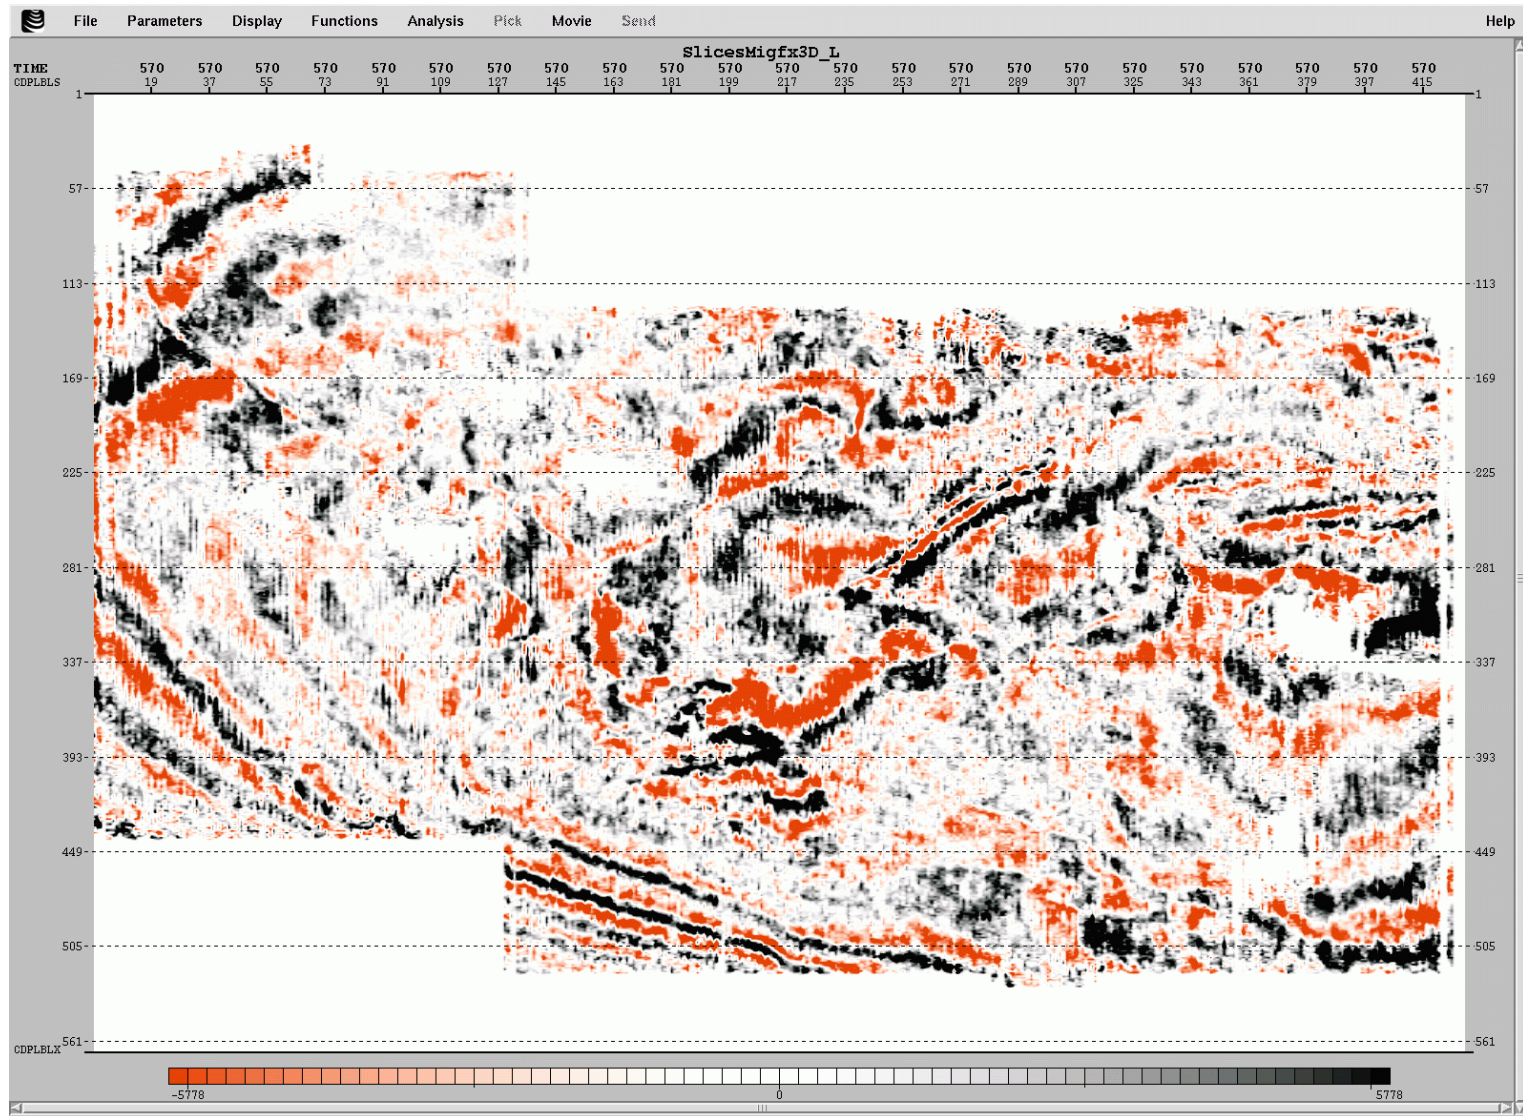 File Parameters Display Functions Analysis Pick Movie Send Help
SlicesMigfx3D_L
TIME 570 570 570 570 570 570 570 570 570 570 570 570 570 570 570 570 570 570 570 570 570 570 570
CDPLBLS 19 37 55 73 91 109 127 145 163 181 199 217 235 253 271 289 307 325 343 361 379 397 415
1 1
57 57
113 113
169 169
225 225
281 281
337 337
393 393
449 449
505 505
561 561
CDPLBLX
-5778 0 5778